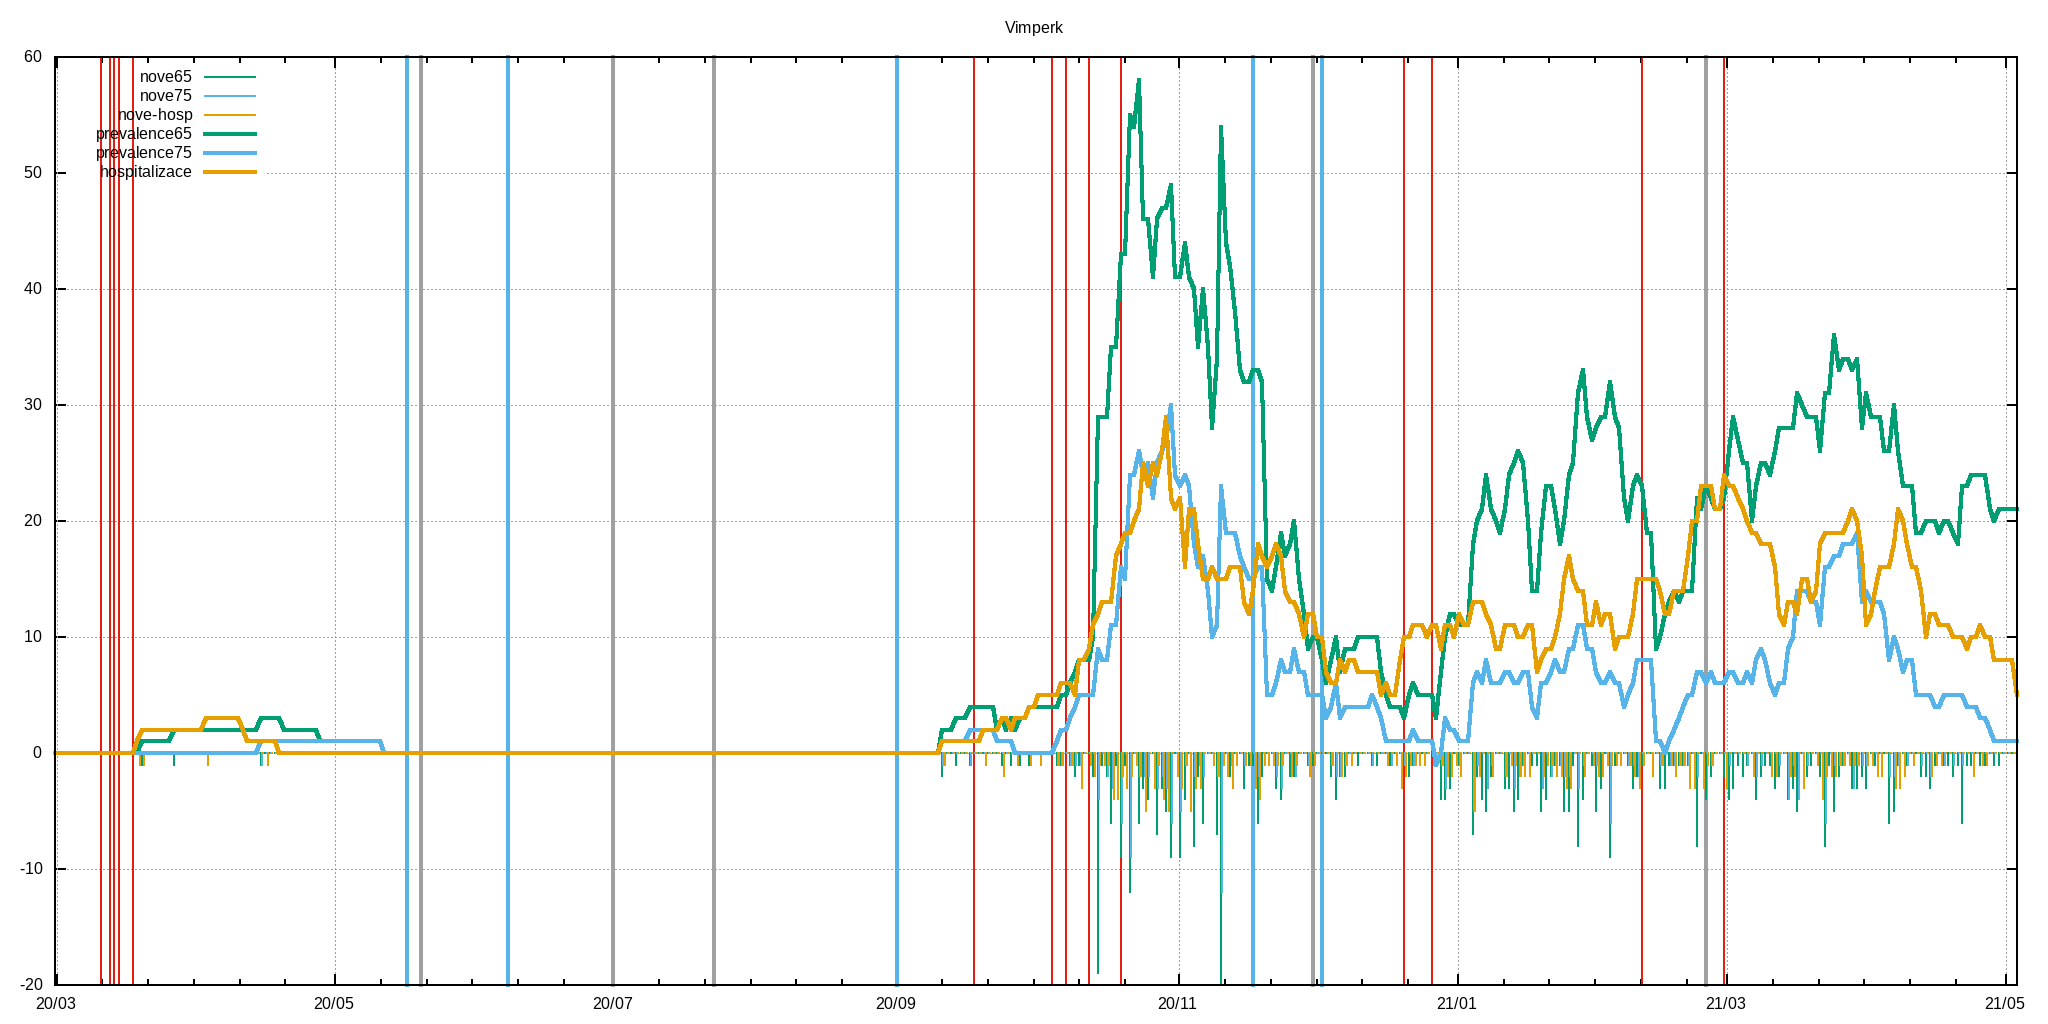 Vimperk
60
nove65
nove75
nove-hosp
prevalence65
prevalence75
hospitalizace
50
40
30
20
10
0
-10
-20
20/03 20/05 20/07 20/09 20/11 21/01 21/03 21/05